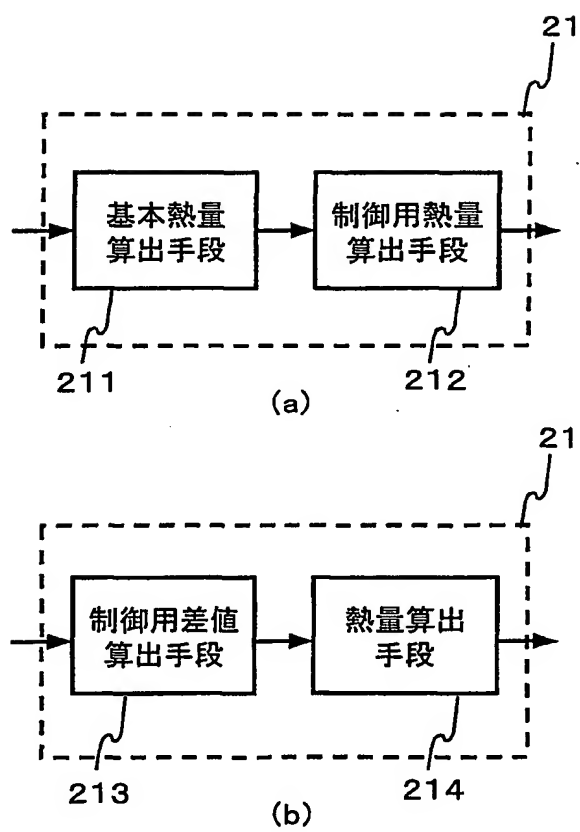 21
基本熱量
算出手段
制御用熱量
算出手段
211
212
(a)
21
制御用差値
算出手段
熱量算出
手段
213
214
(b)